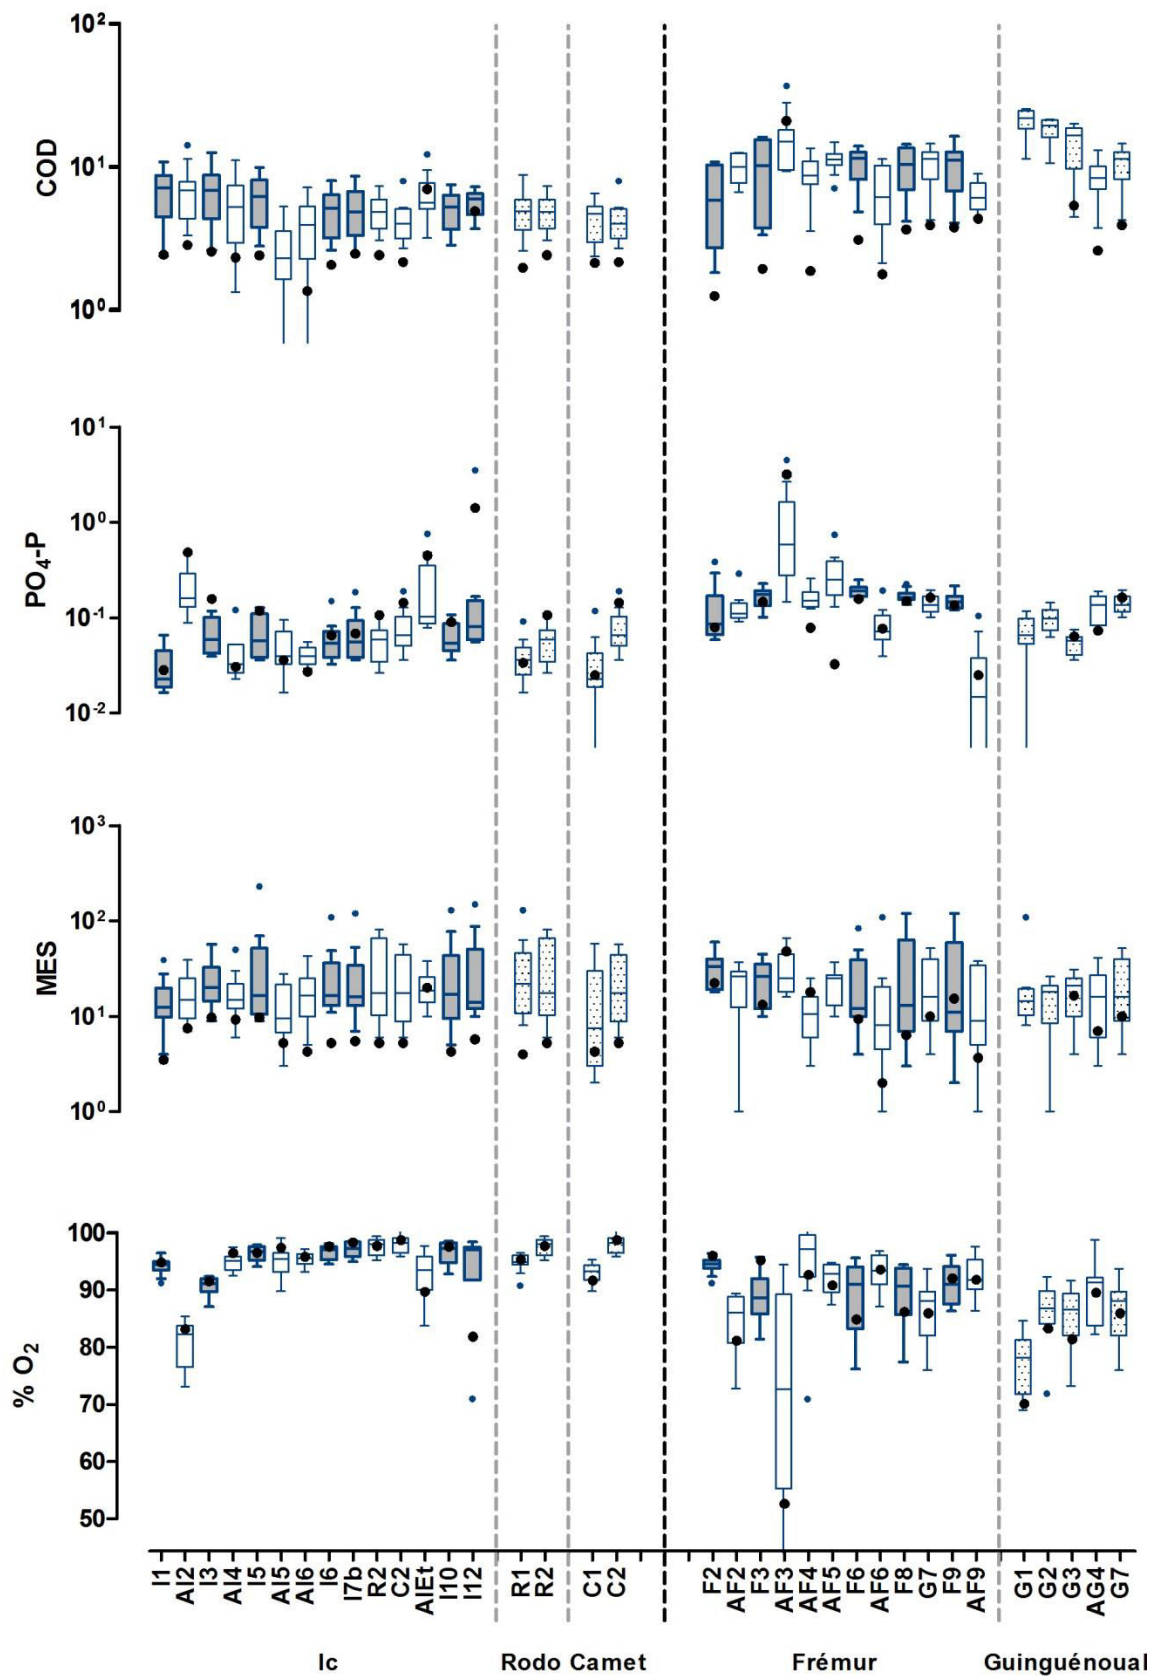 COD
10²
10¹
10⁰
PO₄-P
10¹
10⁰
10⁻¹
10⁻²
MES
10³
10²
10¹
10⁰
% O₂
100
90
80
70
60
50
I1 AI2 I3 AI4 I5 AI5 AI6 I6 I7b R2 C2 AIEt I10 I12 R1 R2 C1 C2 F2 AF2 F3 AF3 AF4 AF5 F6 AF6 F8 G7 F9 AF9 G1 G2 G3 AG4 G7
Ic Rodo Camet Frémur Guinguénoual